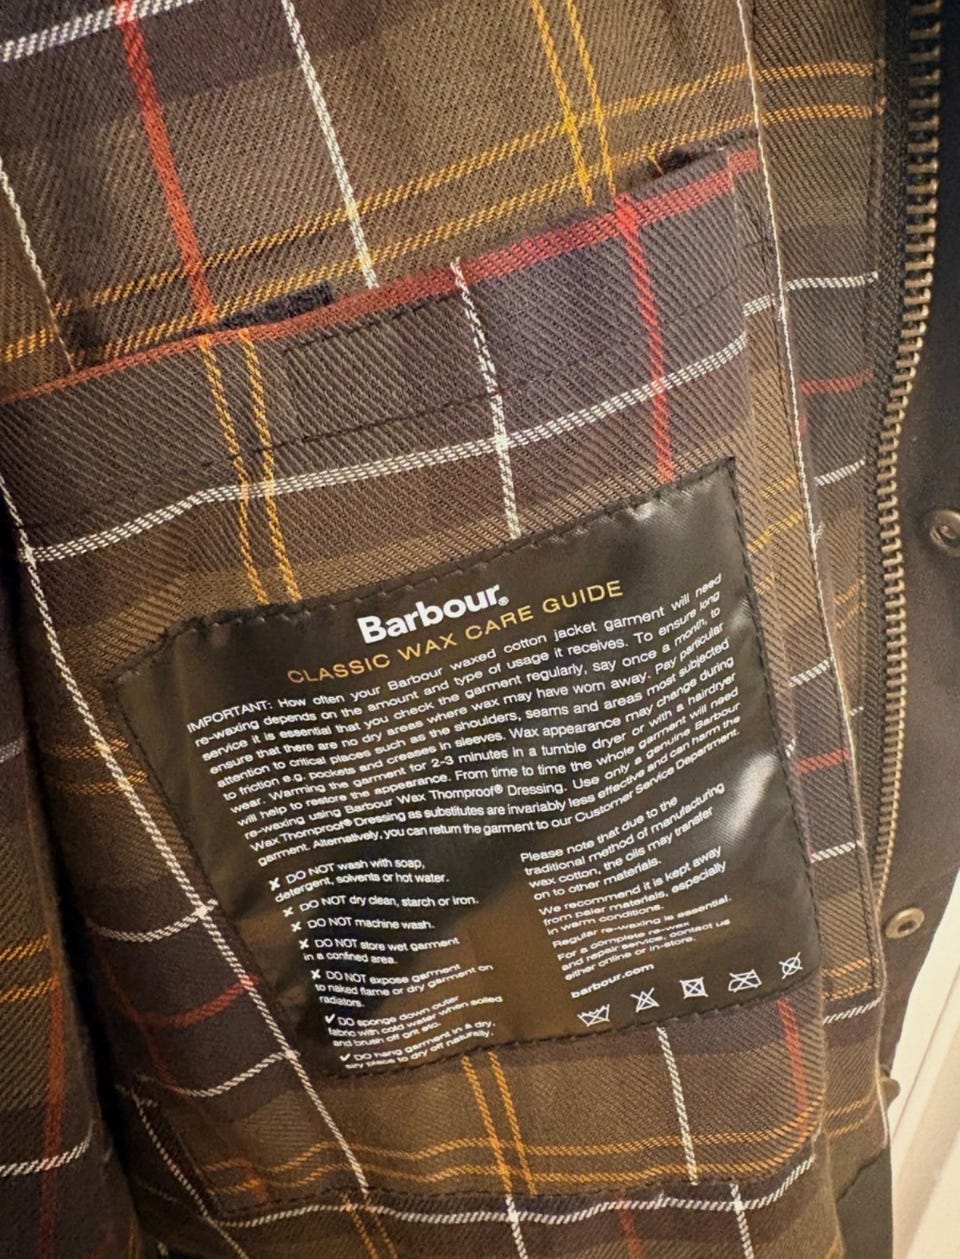 Barbour®
CLASSIC WAX CARE GUIDE
IMPORTANT: How often your Barbour waxed cotton jacket garment will need
re-waxing depends on the amount and type of usage it receives. To ensure long
service it is essential that you check the garment regularly, say once a month, to
ensure that there are no dry areas where wax may have worn away. Pay particular
attention to critical places such as the shoulders, seams and areas most subjected
to friction e.g. pockets and creases in sleeves. Wax appearance may change during
wear. Warming the garment for 2-3 minutes in a tumble dryer or with a hairdryer
will help to restore the appearance. From time to time the whole garment will need
re-waxing using Barbour Wax Thornproof® Dressing. Use only a genuine Barbour
Wax Thornproof® Dressing as substitutes are invariably less effective and can harm the
garment. Alternatively, you can return the garment to our Customer Service Department.
✘ DO NOT wash with soap,
detergent, solvents or hot water.
✘ DO NOT dry clean, starch or iron.
✘ DO NOT machine wash.
✘ DO NOT store wet garment
in a confined area.
✘ DO NOT expose garment
to naked flame or dry garment on
radiators.
✔ DO sponge down outer
fabric with cold water when soiled
and brush off grit etc.
✔ DO hang garment in a dry,
airy place to dry off naturally.
Please note that due to the
traditional method of manufacturing
wax cotton, the oils may transfer
on to other materials.
We recommend it is kept away
from paler materials, especially
in warm conditions.
Regular re-waxing is essential.
For a complete re-wax
and repair service, contact us
either online or in-store.
barbour.com